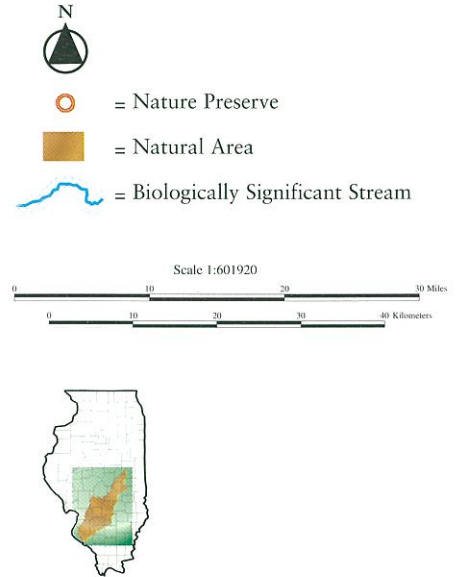 N
= Nature Preserve
= Natural Area
= Biologically Significant Stream
Scale 1:601920
0 10 20 30 Miles
0 10 20 30 40 Kilometers